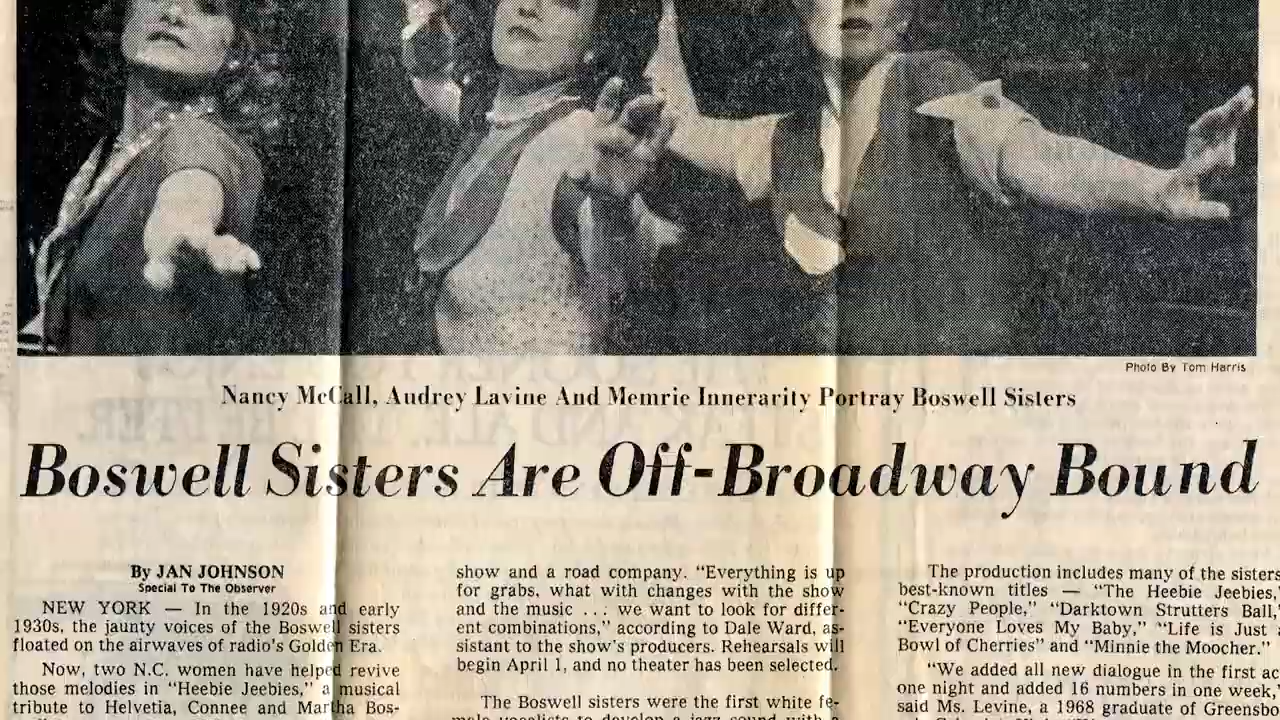 Photo By Tom Harris
Nancy McCall, Audrey Lavine And Memrie Innerarity Portray Boswell Sisters
Boswell Sisters Are Off-Broadway Bound
By JAN JOHNSON
Special To The Observer
NEW YORK — In the 1920s and early
1930s, the jaunty voices of the Boswell sisters
floated on the airwaves of radio's Golden Era.
Now, two N.C. women have helped revive
those melodies in "Heebie Jeebies," a musical
tribute to Helvetia, Connee and Martha Bos-
show and a road company. "Everything is up
for grabs, what with changes with the show
and the music ... we want to look for differ-
ent combinations," according to Dale Ward, as-
sistant to the show's producers. Rehearsals will
begin April 1, and no theater has been selected.
The Boswell sisters were the first white fe-
male vocalists to develop a jazz sound with a
The production includes many of the sisters
best-known titles — "The Heebie Jeebies,"
"Crazy People," "Darktown Strutters Ball,"
"Everyone Loves My Baby," "Life is Just
Bowl of Cherries" and "Minnie the Moocher."
"We added all new dialogue in the first ac
one night and added 16 numbers in one week,"
said Ms. Levine, a 1968 graduate of Greensbo